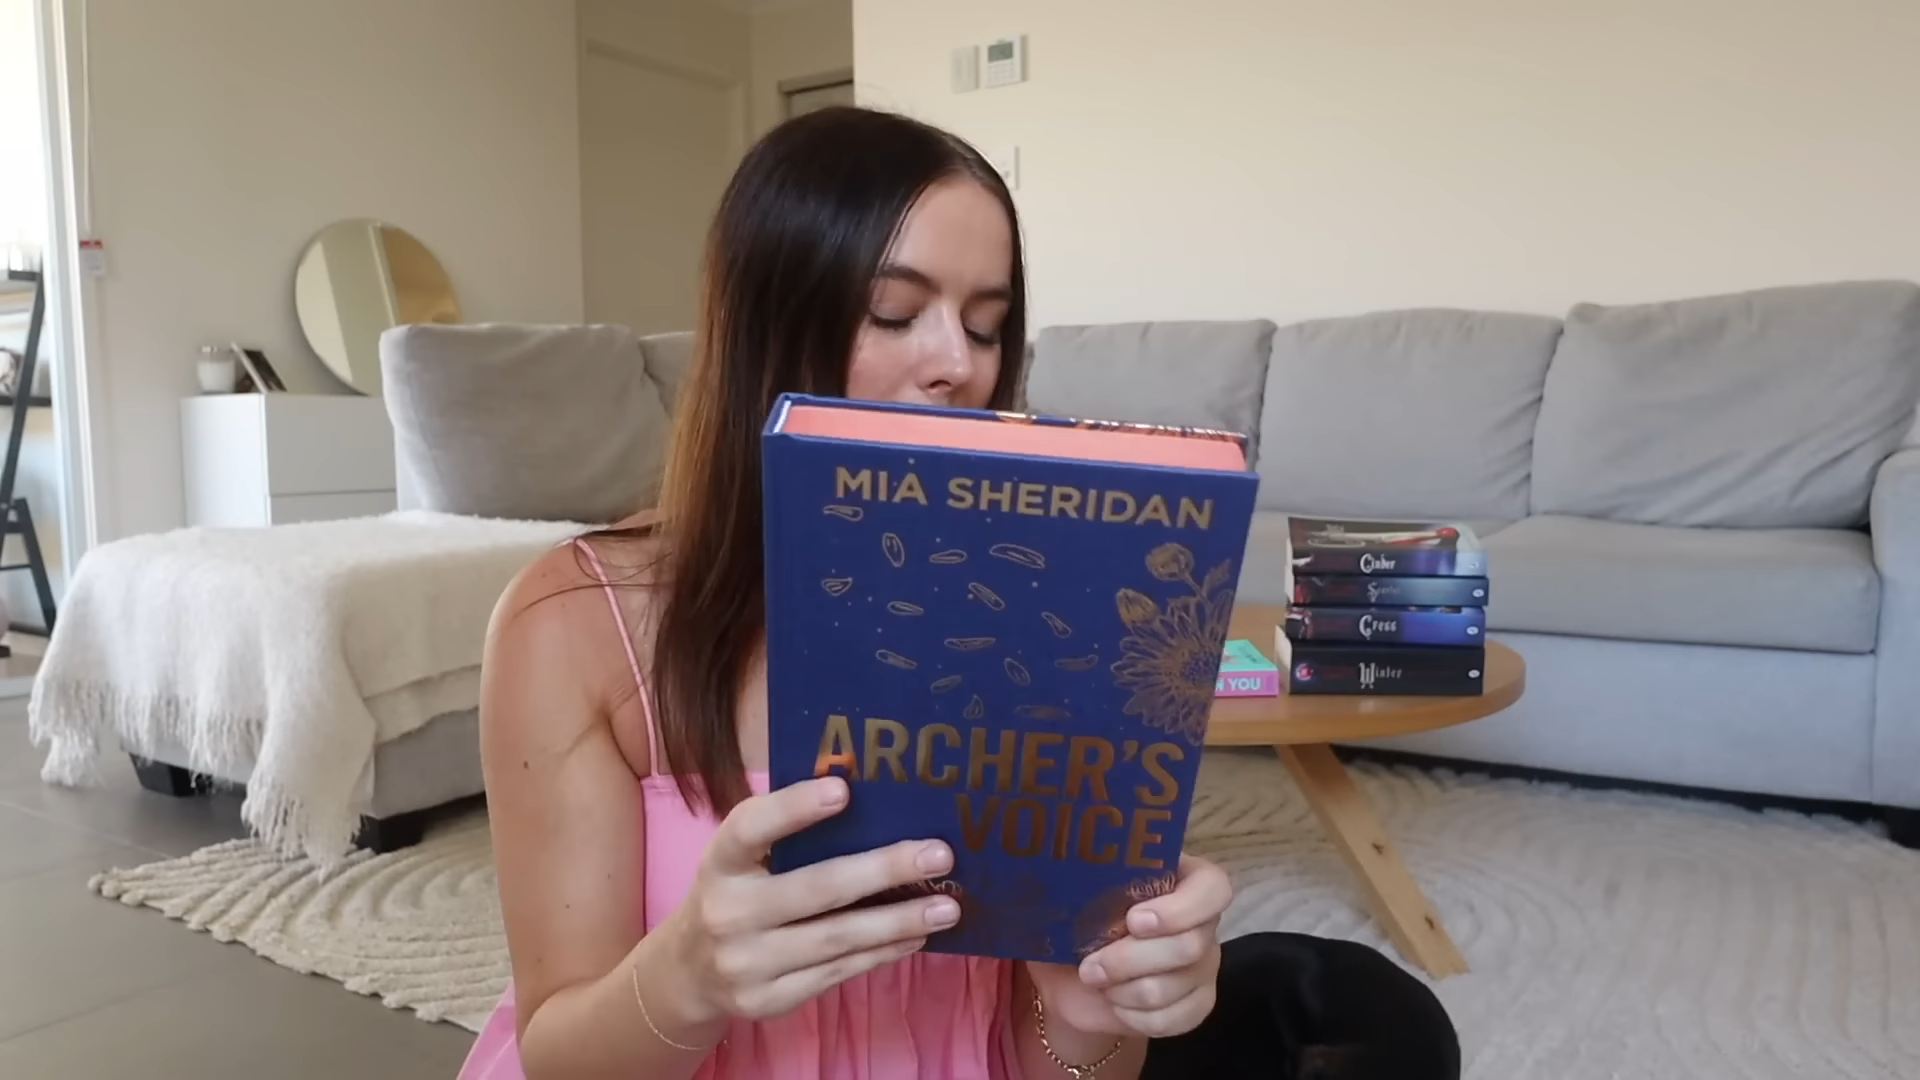 MIA SHERIDAN
ARCHER'S
VOICE
Cinder
Scarlet
Cress
Winter
N YOU